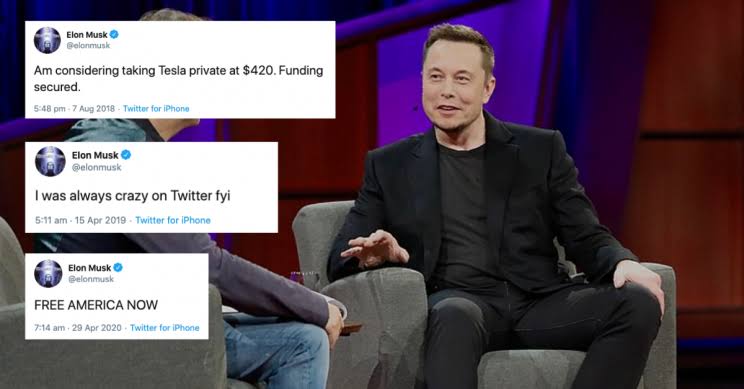 Elon Musk
@elonmusk
Am considering taking Tesla private at $420. Funding
secured.
5:48 pm · 7 Aug 2018 · Twitter for iPhone
Elon Musk
@elonmusk
I was always crazy on Twitter fyi
5:11 am · 15 Apr 2019 · Twitter for iPhone
Elon Musk
@elonmusk
FREE AMERICA NOW
7:14 am · 29 Apr 2020 · Twitter for iPhone